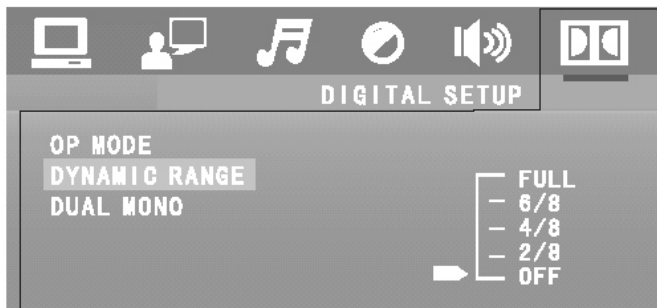 DIGITAL SETUP
OP MODE
DYNAMIC RANGE
DUAL MONO
FULL
6/8
4/8
2/8
OFF